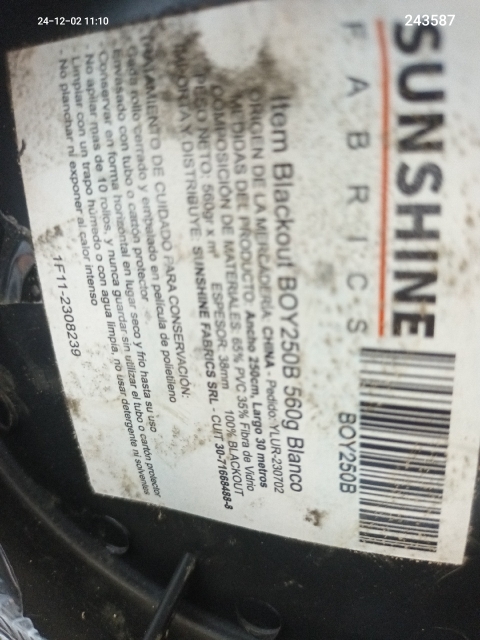 24-12-02 11:10
243587
SUNSHINE
FABRICS
BOY250B
Item Blackout BOY250B 560g Blanco
ORIGEN DE LA MERCADERÍA: CHINA - Pedido: YLUR-230702
MEDIDAS DEL PRODUCTO: Ancho 250cm, Largo 30 metros
COMPOSICIÓN DE MATERIALES: 65% PVC 35% Fibra de Vidrio
PESO NETO: 560gr x m² ESPESOR: 38mm 100% BLACKOUT
IMPORTA Y DISTRIBUYE: SUNSHINE FABRICS SRL - CUIT 30-71668488-8
TRATAMIENTO DE CUIDADO PARA CONSERVACIÓN:
- Cada rollo cerrado y empelado en película de polietileno
- Envasado con tubo o cartón protector
- Conservar en forma horizontal en lugar seco y frio hasta su uso
- No apilar mas de 10 rollos, y nunca guardar sin utilizar el tubo o cartón protector
- Limpiar con un trapo húmedo o con agua limpia, no usar detergente ni solventes
- No planchar ni exponer al calor intenso
1F11-2308239